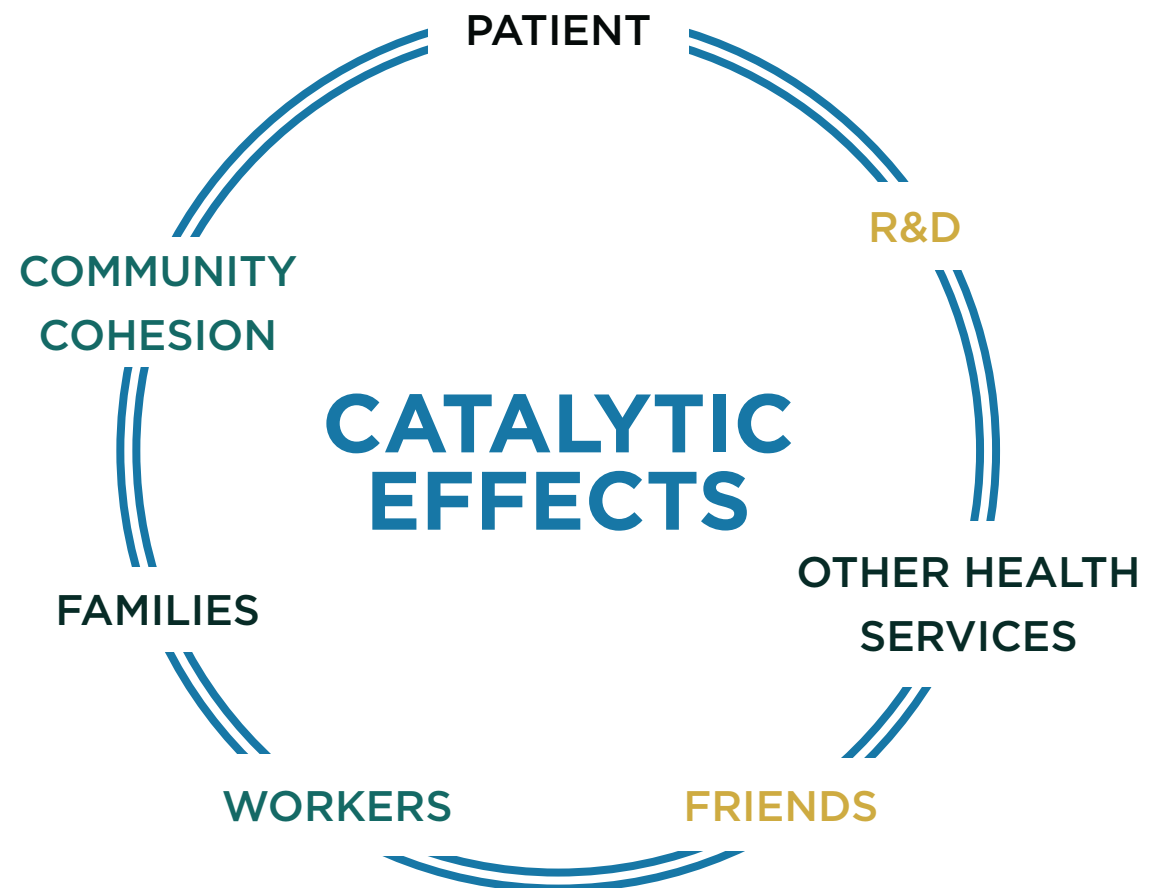 PATIENT
R&D
COMMUNITY
COHESION
CATALYTIC
EFFECTS
OTHER HEALTH
SERVICES
FAMILIES
WORKERS
FRIENDS